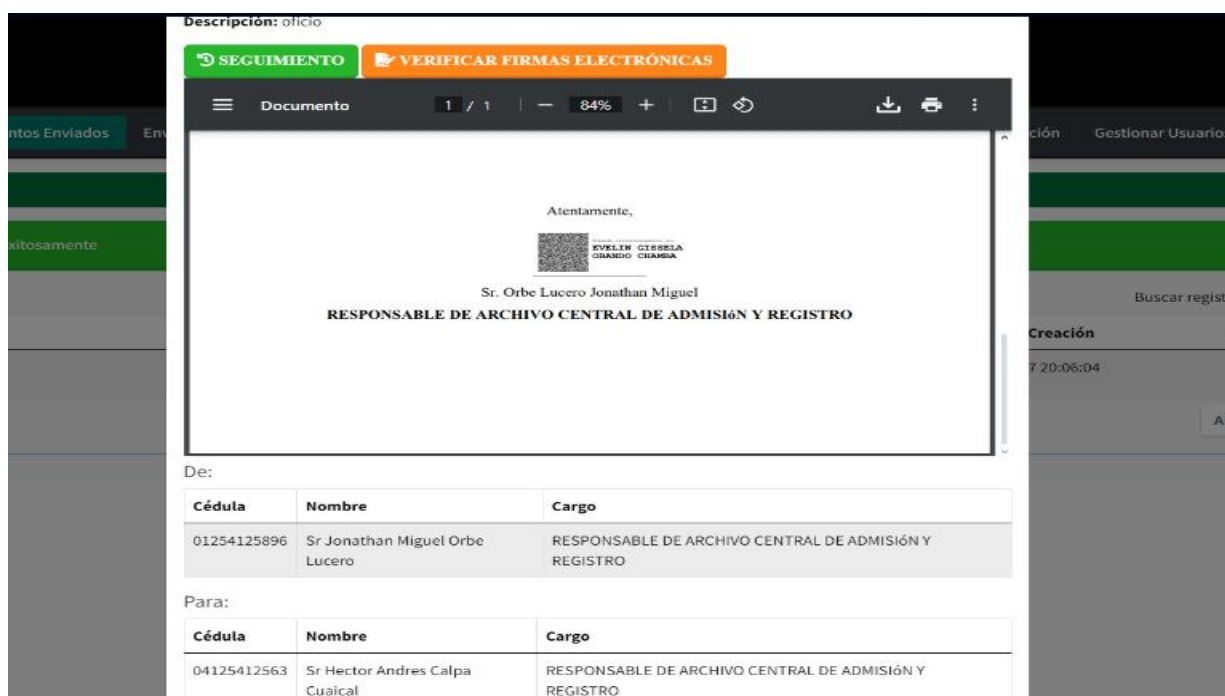 Descripción: oficio
SEGUIMIENTO VERIFICAR FIRMAS ELECTRÓNICAS
Documento 1 / 1 84%
ntos Enviados Env ción Gestionar Usuario
Atentamente,
xitosamente
EVELIN GISSELA
OBANDO CHAMBA
Sr. Orbe Lucero Jonathan Miguel
Buscar regist
RESPONSABLE DE ARCHIVO CENTRAL DE ADMISIóN Y REGISTRO
Creación
7 20:06:04
A
De:
Cédula Nombre Cargo
01254125896 Sr Jonathan Miguel Orbe RESPONSABLE DE ARCHIVO CENTRAL DE ADMISIóN Y
Lucero REGISTRO
Para:
Cédula Nombre Cargo
04125412563 Sr Hector Andres Calpa RESPONSABLE DE ARCHIVO CENTRAL DE ADMISIóN Y
Cuaical REGISTRO